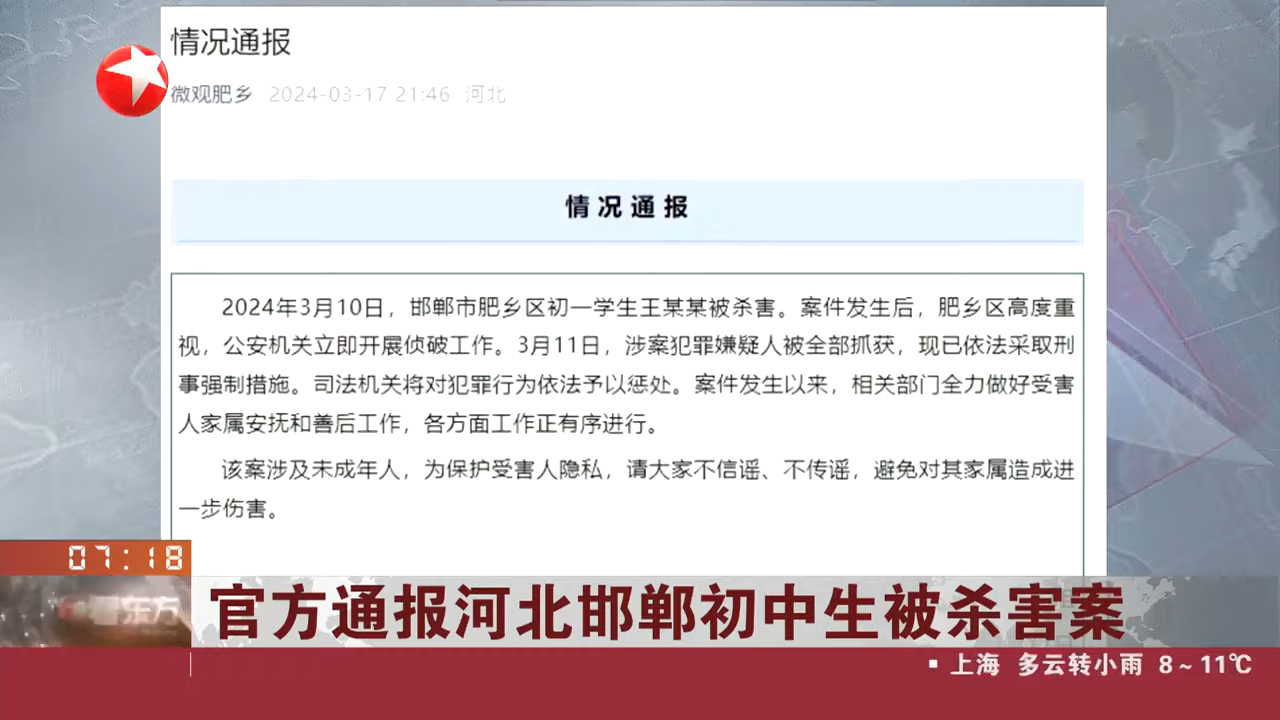 情况通报
微观肥乡 2024-03-17 21:46 河北
情况通报
2024年3月10日，邯郸市肥乡区初一学生王某某被杀害。案件发生后，肥乡区高度重
视，公安机关立即开展侦破工作。3月11日，涉案犯罪嫌疑人被全部抓获，现已依法采取刑
事强制措施。司法机关将对犯罪行为依法予以惩处。案件发生以来，相关部门全力做好受害
人家属安抚和善后工作，各方面工作正有序进行。
该案涉及未成年人，为保护受害人隐私，请大家不信谣、不传谣，避免对其家属造成进
一步伤害。
07:18
东方
官方通报河北邯郸初中生被杀害案
上海 多云转小雨 8~11℃